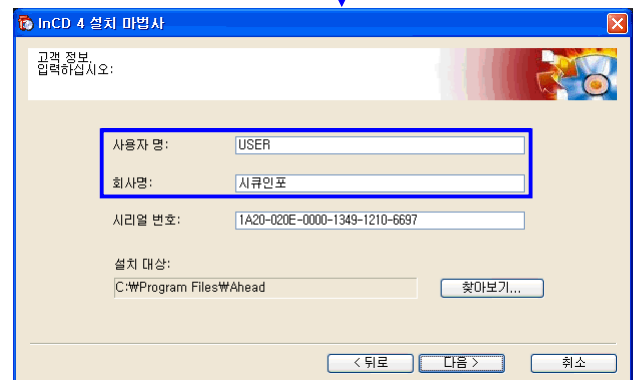 InCD 4 설치 마법사
고객 정보.
입력하십시오:
사용자 명: USER
회사명: 시큐인포
시리얼 번호: 1A20-020E-0000-1349-1210-6697
설치 대상:
C:₩Program Files₩Ahead 찾아보기...
< 뒤로 다음 > 취소